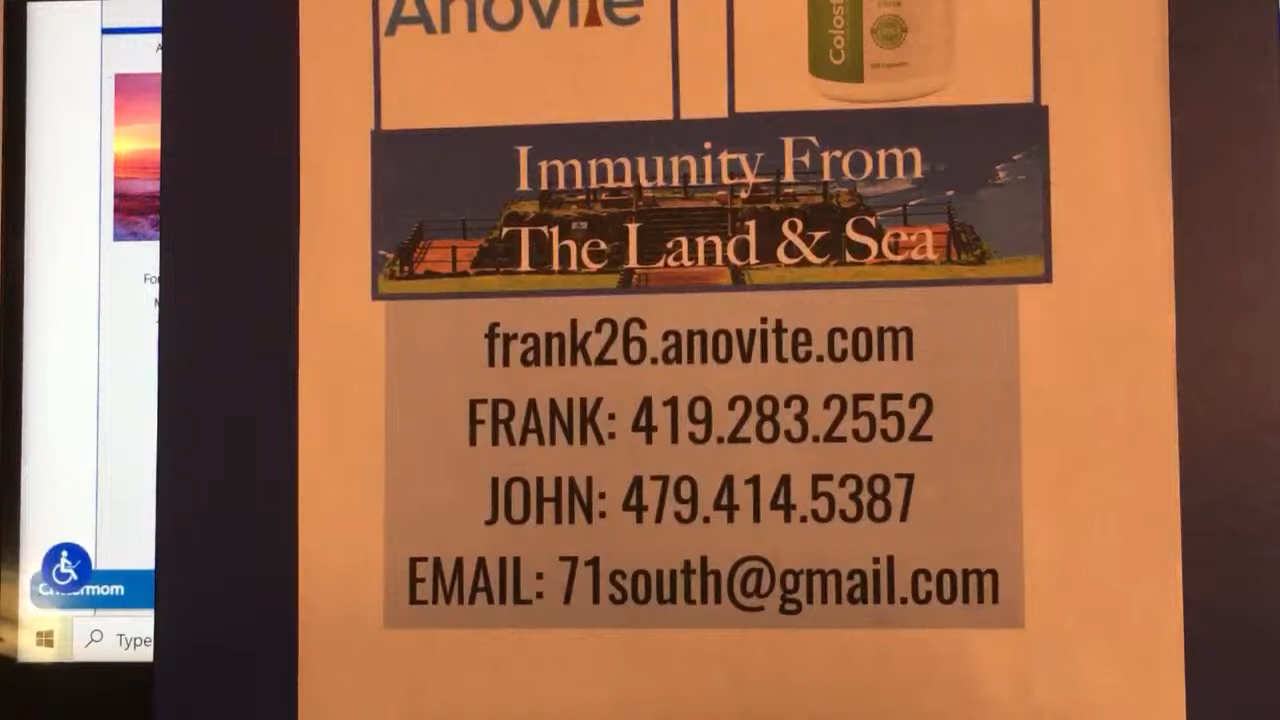 Anovite
Colost
Immunity From
The Land & Sea
frank26.anovite.com
FRANK: 419.283.2552
JOHN: 479.414.5387
EMAIL: 71south@gmail.com
Type